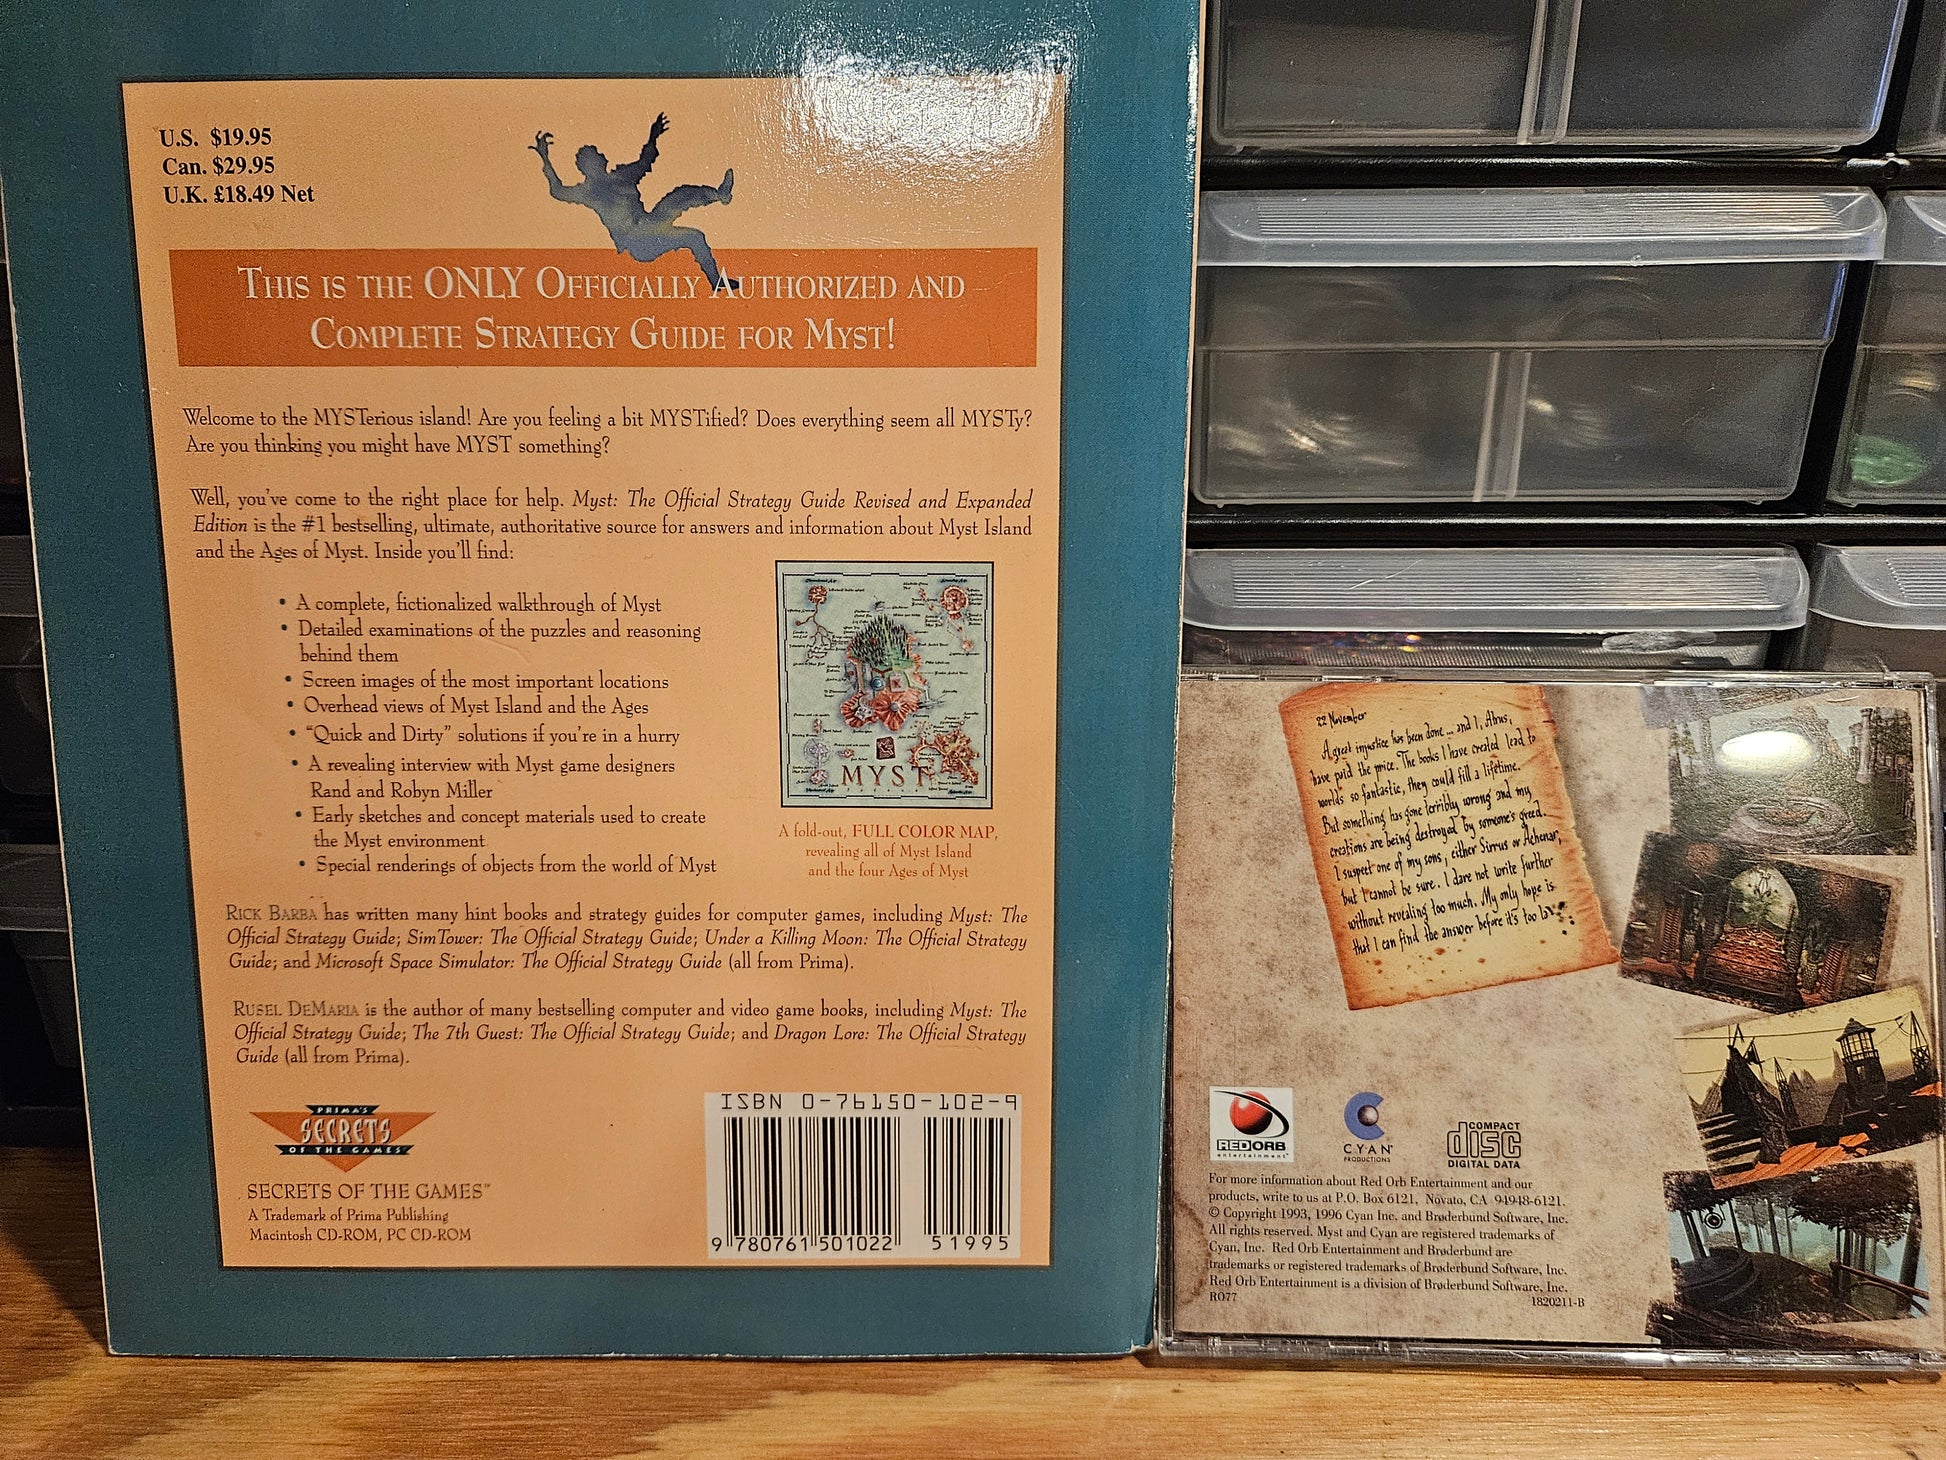 U.S. $19.95
Can. $29.95
U.K. £18.49 Net
THIS IS THE ONLY OFFICIALLY AUTHORIZED AND
COMPLETE STRATEGY GUIDE FOR MYST!
Welcome to the MYSTerious island! Are you feeling a bit MYSTified? Does everything seem all MYSTy?
Are you thinking you might have MYST something?
Well, you've come to the right place for help. Myst: The Official Strategy Guide Revised and Expanded
Edition is the #1 bestselling, ultimate, authoritative source for answers and information about Myst Island
and the Ages of Myst. Inside you'll find:
• A complete, fictionalized walkthrough of Myst
• Detailed examinations of the puzzles and reasoning
behind them
• Screen images of the most important locations
• Overhead views of Myst Island and the Ages
• "Quick and Dirty" solutions if you're in a hurry
• A revealing interview with Myst game designers
Rand and Robyn Miller
• Early sketches and concept materials used to create
the Myst environment
• Special renderings of objects from the world of Myst
MYST
A fold-out, FULL COLOR MAP,
revealing all of Myst Island
and the four Ages of Myst
RICK BARBA has written many hint books and strategy guides for computer games, including Myst: The
Official Strategy Guide; SimTower: The Official Strategy Guide; Under a Killing Moon: The Official Strategy
Guide; and Microsoft Space Simulator: The Official Strategy Guide (all from Prima).
RUSEL DEMARIA is the author of many bestselling computer and video game books, including Myst: The
Official Strategy Guide; The 7th Guest: The Official Strategy Guide; and Dragon Lore: The Official Strategy
Guide (all from Prima).
PRIMA'S
SECRETS
OF THE GAMES
SECRETS OF THE GAMES™
A Trademark of Prima Publishing
Macintosh CD-ROM, PC CD-ROM
ISBN 0-76150-102-9
9 780761 501022
51995
22 November
A great injustice has been done ... and I, Atrus,
have paid the price. The books I have created lead to
worlds so fantastic, they could fill a lifetime.
But something has gone terribly wrong and my
creations are being destroyed by someone's greed.
I suspect one of my sons, either Sirrus or Achenar,
but I cannot be sure. I dare not write further
without revealing too much. My only hope is
that I can find the answer before it's too
REDORB
entertainment™
CYAN
PRODUCTIONS
COMPACT
disc
DIGITAL DATA
For more information about Red Orb Entertainment and our
products, write to us at P.O. Box 6121, Novato, CA 94948-6121.
© Copyright 1993, 1996 Cyan Inc. and Brøderbund Software, Inc.
All rights reserved. Myst and Cyan are registered trademarks of
Cyan, Inc. Red Orb Entertainment and Brøderbund are
trademarks or registered trademarks of Brøderbund Software, Inc.
Red Orb Entertainment is a division of Brøderbund Software, Inc.
R077
1820211-B